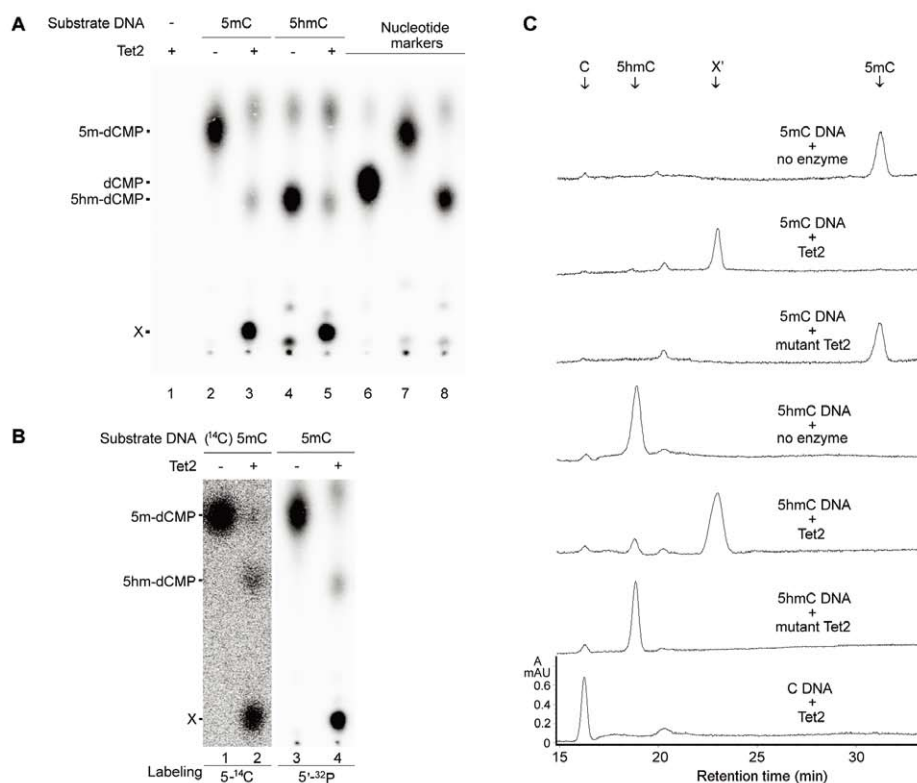 A
Substrate DNA - 5mC 5hmC Nucleotide markers
Tet2 + - + - +
5m-dCMP
dCMP
5hm-dCMP
X
1 2 3 4 5 6 7 8
B
Substrate DNA (¹⁴C) 5mC 5mC
Tet2 - + - +
5m-dCMP
5hm-dCMP
X
1 2 3 4
Labeling 5-¹⁴C 5'-³²P
C
C 5hmC X' 5mC
↓ ↓ ↓ ↓
5mC DNA
+
no enzyme
5mC DNA
+
Tet2
5mC DNA
+
mutant Tet2
5hmC DNA
+
no enzyme
5hmC DNA
+
Tet2
5hmC DNA
+
mutant Tet2
A
mAU
0.6
0.4
0.2
0
C DNA
+
Tet2
15 20 25 30
Retention time (min)